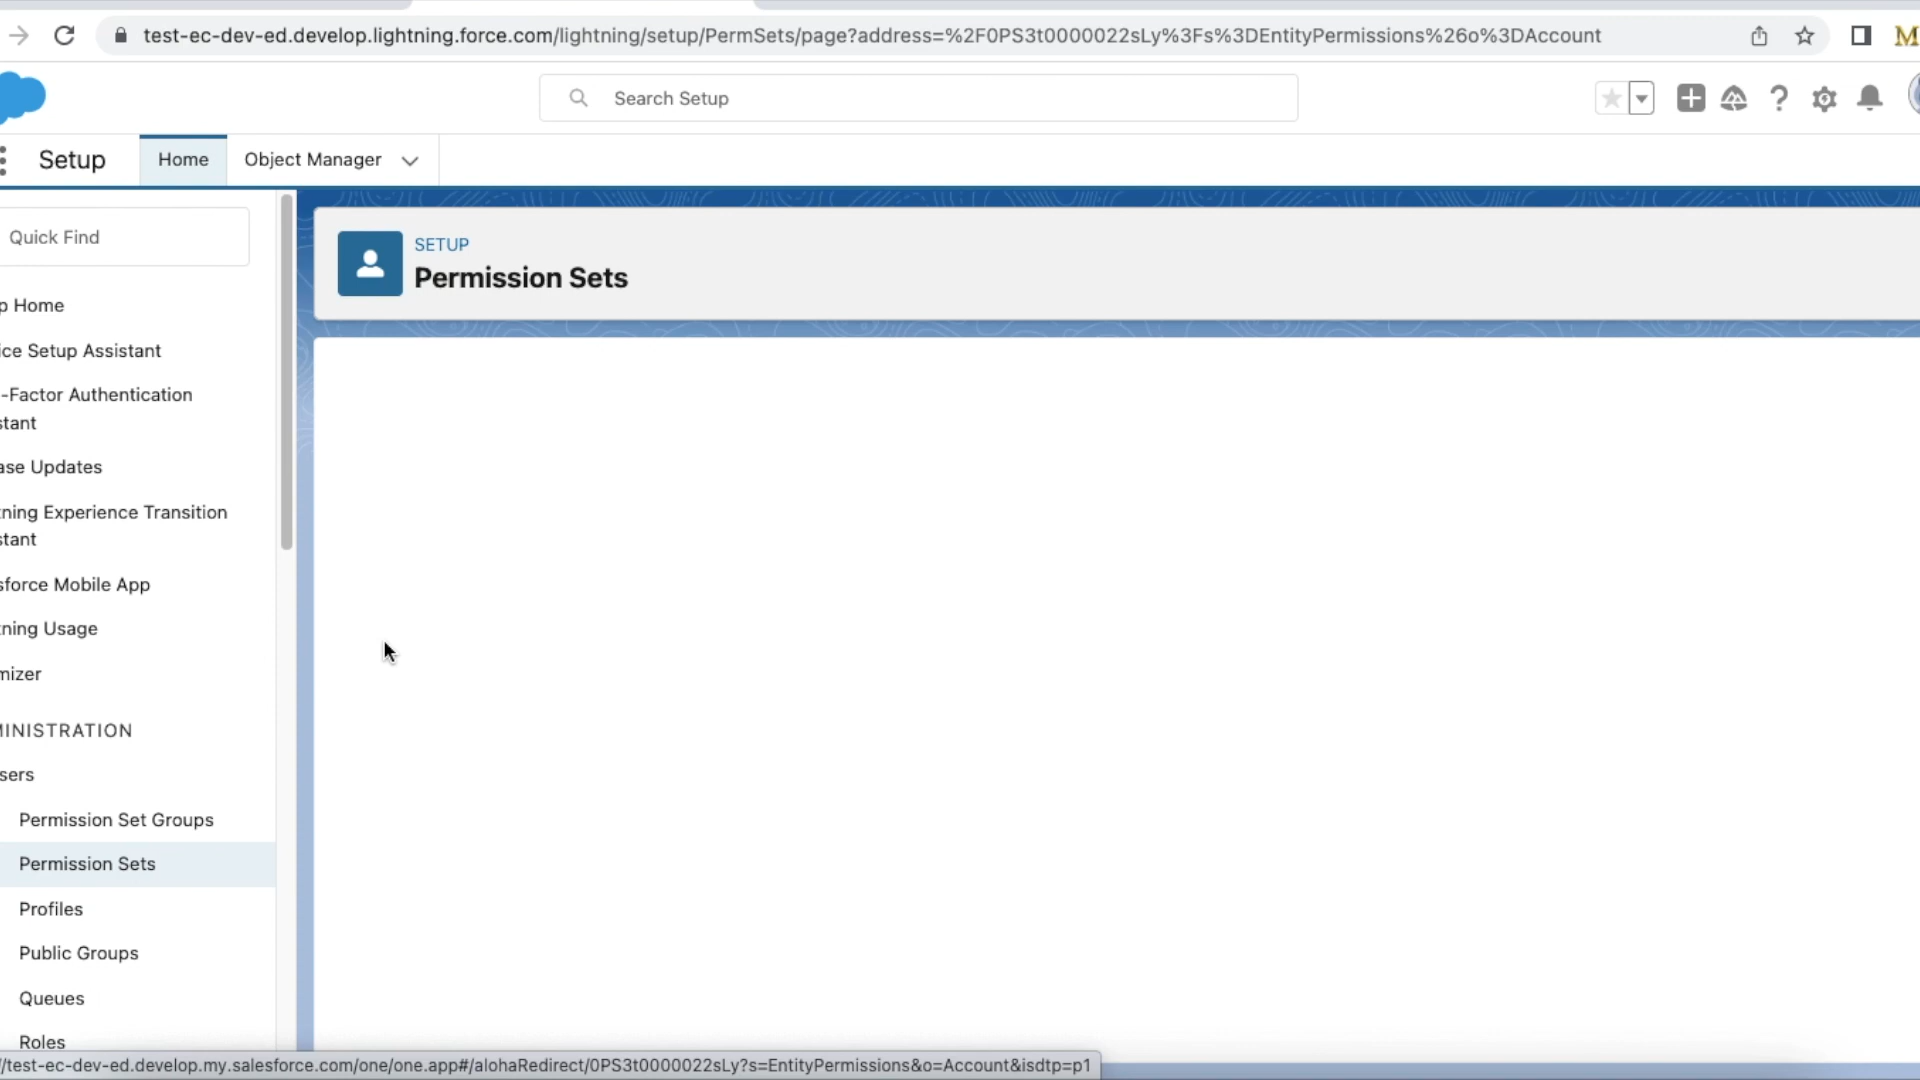 test-ec-dev-ed.develop.lightning.force.com/lightning/setup/PermSets/page?address=%2F0PS3t0000022sLy%3Fs%3DEntityPermissions%26o%3DAccount
M
Search Setup
Setup
Home
Object Manager
Quick Find
SETUP
Permission Sets
p Home
ice Setup Assistant
-Factor Authentication
stant
ase Updates
tning Experience Transition
stant
sforce Mobile App
tning Usage
mizer
MINISTRATION
sers
Permission Set Groups
Permission Sets
Profiles
Public Groups
Queues
Roles
/test-ec-dev-ed.develop.my.salesforce.com/one/one.app#/alohaRedirect/0PS3t0000022sLy?s=EntityPermissions&o=Account&isdtp=p1